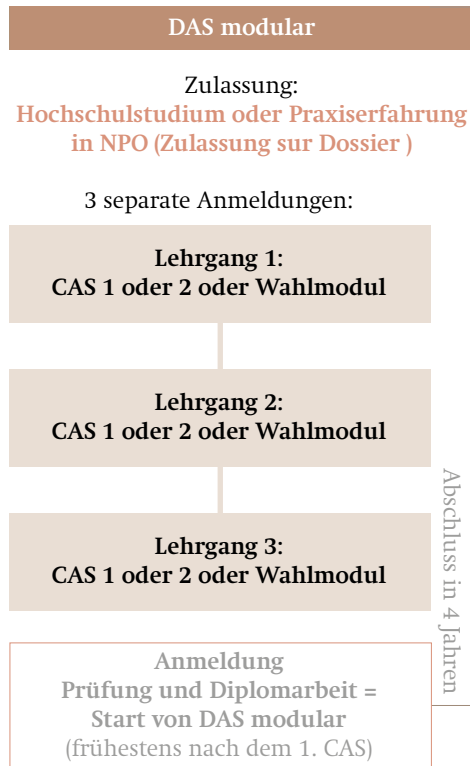 DAS modular
Zulassung:
Hochschulstudium oder Praxiserfahrung
in NPO (Zulassung sur Dossier )
3 separate Anmeldungen:
Lehrgang 1:
CAS 1 oder 2 oder Wahlmodul
Lehrgang 2:
CAS 1 oder 2 oder Wahlmodul
Lehrgang 3:
CAS 1 oder 2 oder Wahlmodul
Abschluss in 4 Jahren
Anmeldung
Prüfung und Diplomarbeit =
Start von DAS modular
(frühestens nach dem 1. CAS)